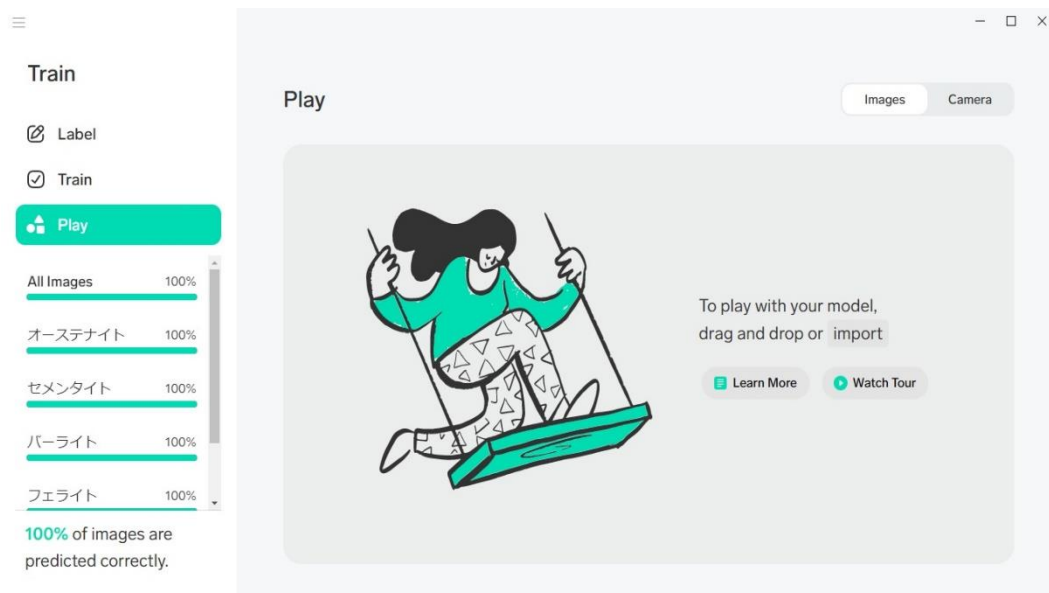 Train
Label
Train
Play
All Images 100%
オーステナイト 100%
セメンタイト 100%
パーライト 100%
フェライト 100%
100% of images are
predicted correctly.
Play
Images Camera
To play with your model,
drag and drop or import
Learn More Watch Tour